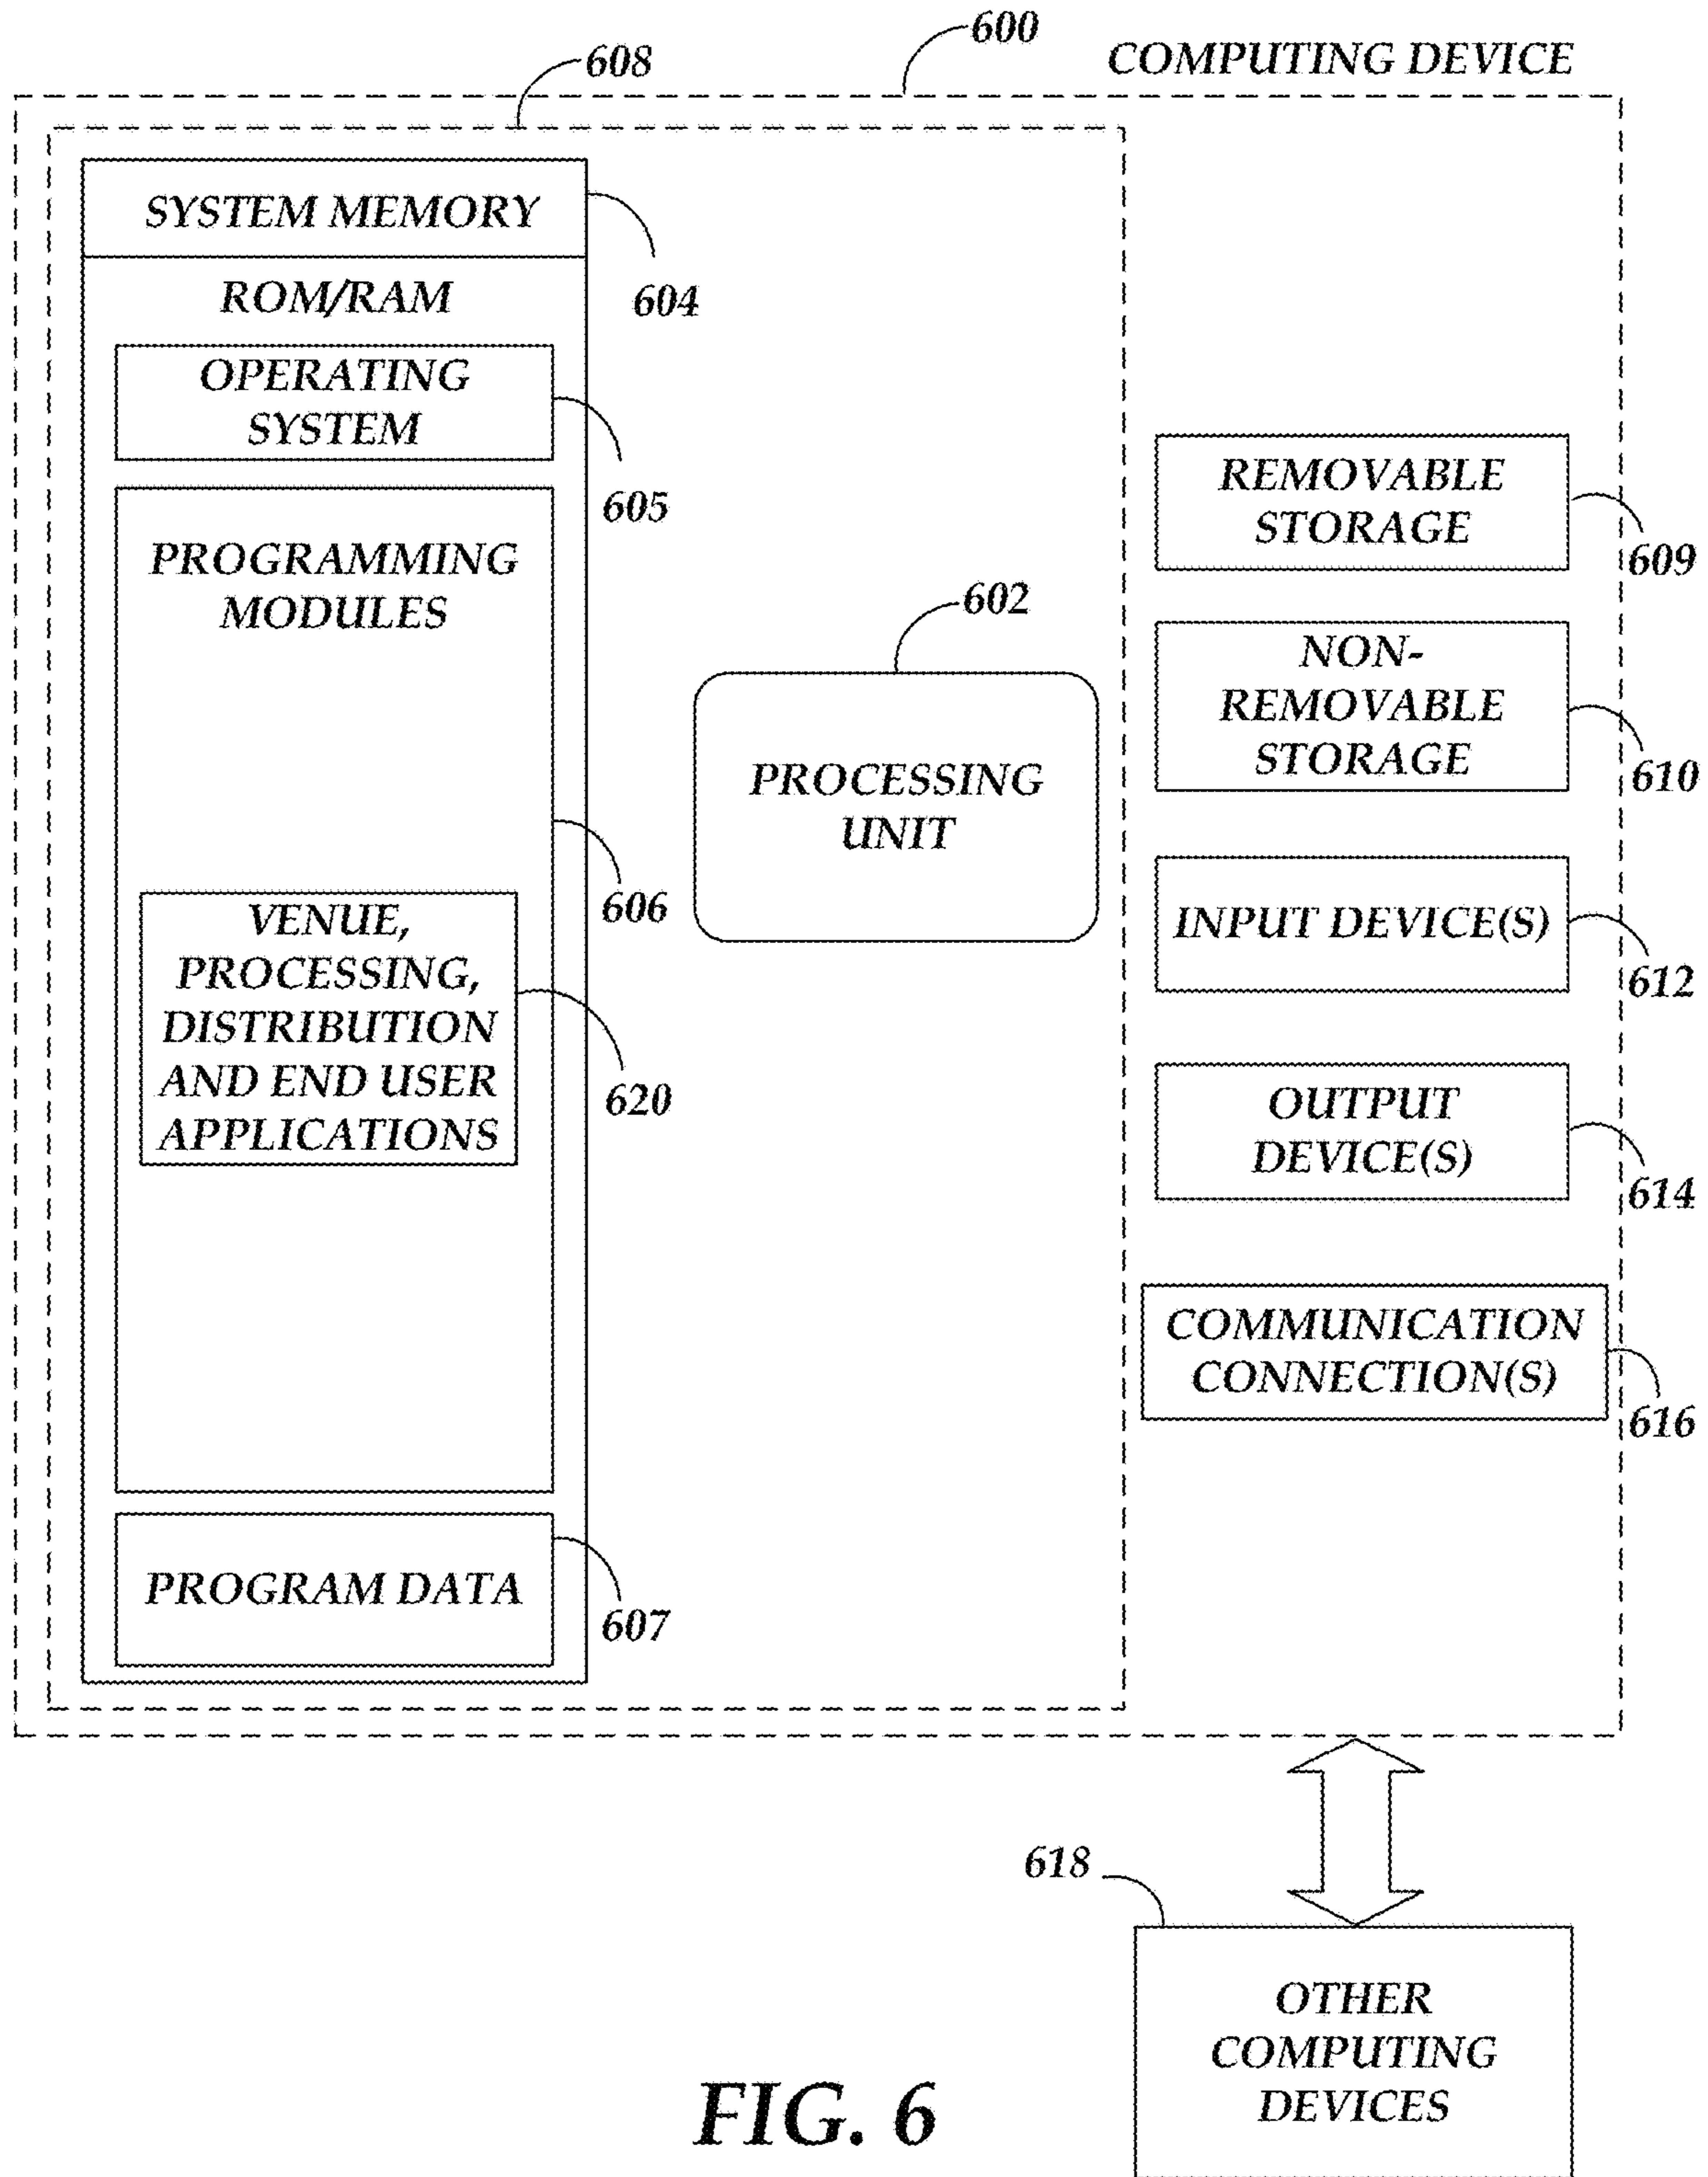 600
608
COMPUTING DEVICE
SYSTEM MEMORY
604
ROM/RAM
OPERATING
SYSTEM
605
PROGRAMMING
MODULES
606
VENUE,
PROCESSING,
DISTRIBUTION
AND END USER
APPLICATIONS
620
PROGRAM DATA
607
602
PROCESSING
UNIT
REMOVABLE
STORAGE
609
NON-
REMOVABLE
STORAGE
610
INPUT DEVICE(S)
612
OUTPUT
DEVICE(S)
614
COMMUNICATION
CONNECTION(S)
616
618
OTHER
COMPUTING
DEVICES
FIG. 6